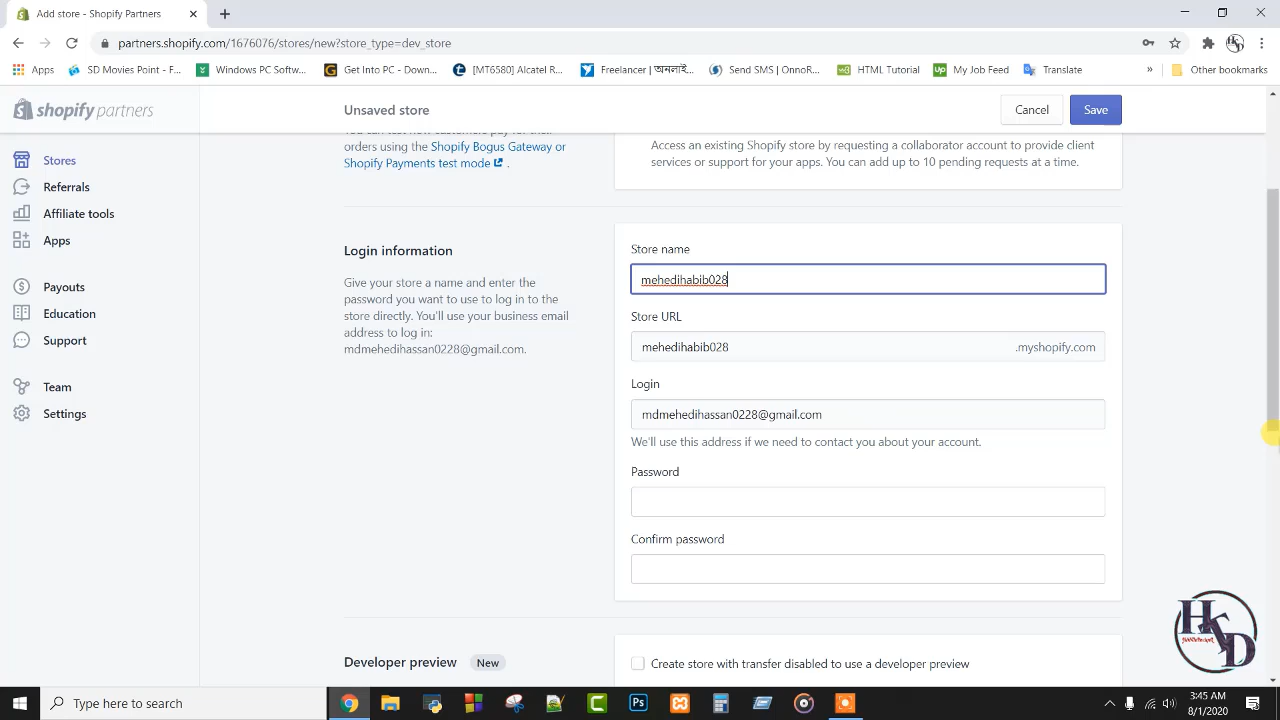 Add store - Shopify Partners
partners.shopify.com/1676076/stores/new?store_type=dev_store
Apps
SD Movies Point - F...
Windows PC Softw...
Get Into PC - Down...
[MT6580] Alcatel R...
Freelancer | অনলাই...
Send SMS | OnnoR...
HTML Tutorial
My Job Feed
Translate
»
Other bookmarks
shopify partners
Unsaved store
Cancel
Save
Stores
Referrals
Affiliate tools
Apps
Payouts
Education
Support
Team
Settings
orders using the Shopify Bogus Gateway or
Shopify Payments test mode .
Access an existing Shopify store by requesting a collaborator account to provide client
services or support for your apps. You can add up to 10 pending requests at a time.
Login information
Give your store a name and enter the
password you want to use to log in to the
store directly. You'll use your business email
address to log in:
mdmehedihassan0228@gmail.com.
Store name
mehedihabib028
Store URL
mehedihabib028
.myshopify.com
Login
mdmehedihassan0228@gmail.com
We'll use this address if we need to contact you about your account.
Password
Confirm password
Developer preview New
Create store with transfer disabled to use a developer preview
HSD
Type here to search
3:45 AM
8/1/2020